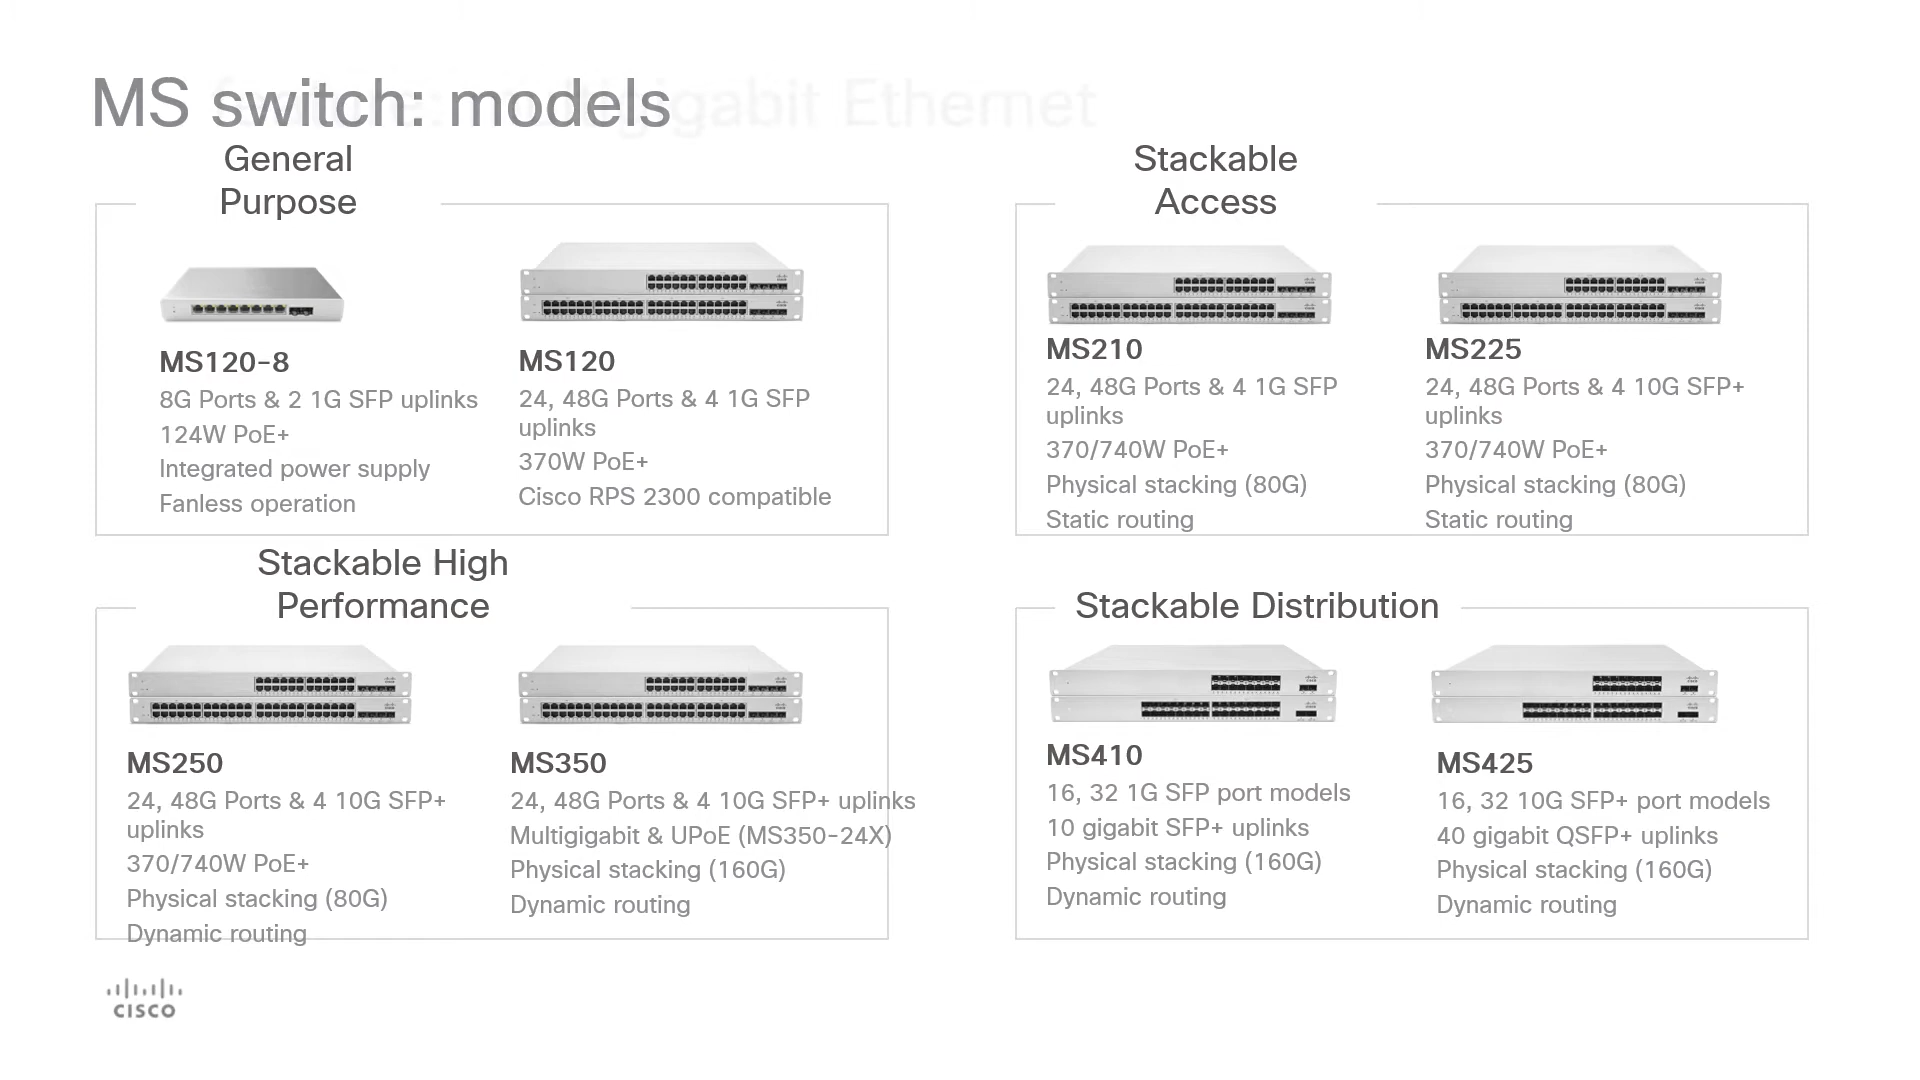 MS switch: models
gabit Ethernet
General
Purpose
MS120-8
8G Ports & 2 1G SFP uplinks
124W PoE+
Integrated power supply
Fanless operation
MS120
24, 48G Ports & 4 1G SFP
uplinks
370W PoE+
Cisco RPS 2300 compatible
Stackable
Access
MS210
24, 48G Ports & 4 1G SFP
uplinks
370/740W PoE+
Physical stacking (80G)
Static routing
MS225
24, 48G Ports & 4 10G SFP+
uplinks
370/740W PoE+
Physical stacking (80G)
Static routing
Stackable High
Performance
MS250
24, 48G Ports & 4 10G SFP+
uplinks
370/740W PoE+
Physical stacking (80G)
Dynamic routing
MS350
24, 48G Ports & 4 10G SFP+ uplinks
Multigigabit & UPoE (MS350-24X)
Physical stacking (160G)
Dynamic routing
Stackable Distribution
MS410
16, 32 1G SFP port models
10 gigabit SFP+ uplinks
Physical stacking (160G)
Dynamic routing
MS425
16, 32 10G SFP+ port models
40 gigabit QSFP+ uplinks
Physical stacking (160G)
Dynamic routing
CISCO